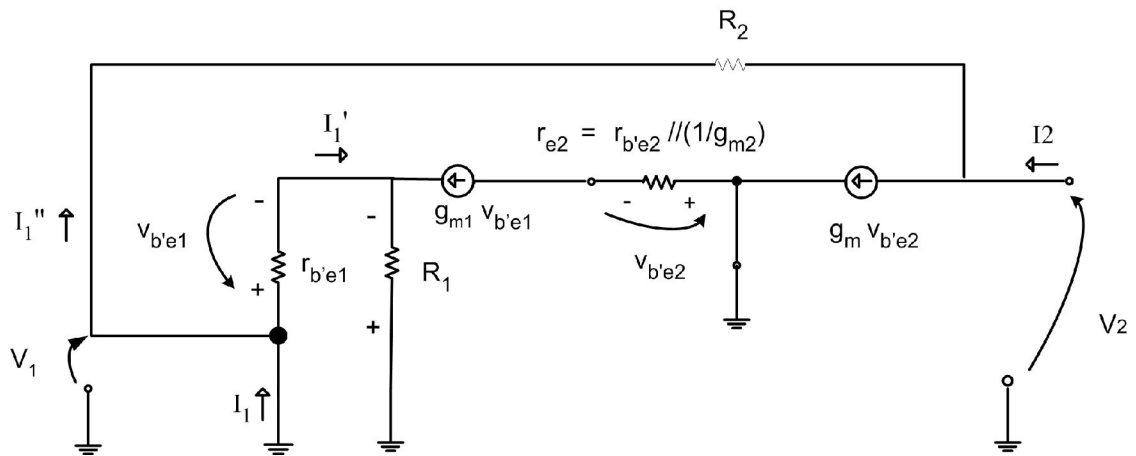 R2
I1'
re2 = rb'e2 //(1/gm2)
I2
I1"
-
-
gm1 vb'e1
-
+
gm vb'e2
vb'e1
rb'e1
R1
vb'e2
+
+
V1
V2
I1